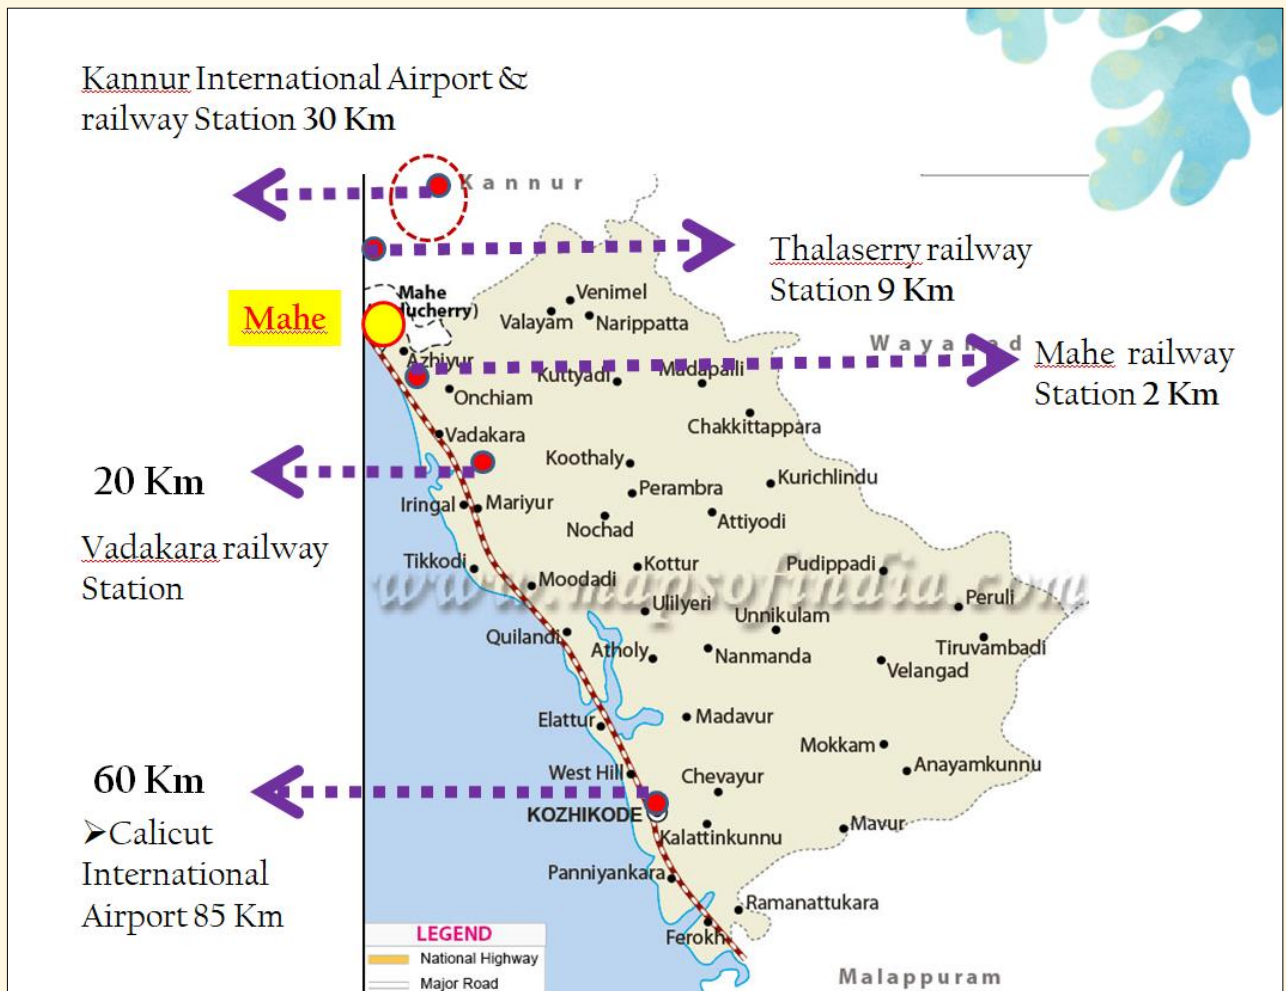 Kannur International Airport &
railway Station 30 Km
Kannur
Thalaserry railway
Station 9 Km
Mahe
Mahe
ducherry)
Venimel
Valayam
Narippatta
Wayanad
Mahe railway
Station 2 Km
Azhiyur
Kuttyadi
Madapalli
Onchiam
Chakkittappara
Vadakara
Koothaly
20 Km
Kurichlindu
Perambra
Iringal
Mariyur
Attiyodi
Nochad
Vadakara railway
Station
Tikkodi
Kottur
Pudippadi
Moodadi
www.mapsofindia.com
Peruli
Ulilyeri
Unnikulam
Quilandi
Atholy
Nanmanda
Tiruvambadi
Velangad
Elattur
Madavur
Mokkam
Anayamkunnu
60 Km
West Hill
Chevayur
KOZHIKODE
➤Calicut
International
Airport 85 Km
Kalattinkunnu
Mavur
Panniyankara
Ramanattukara
Ferokh
LEGEND
National Highway
Major Road
Malappuram